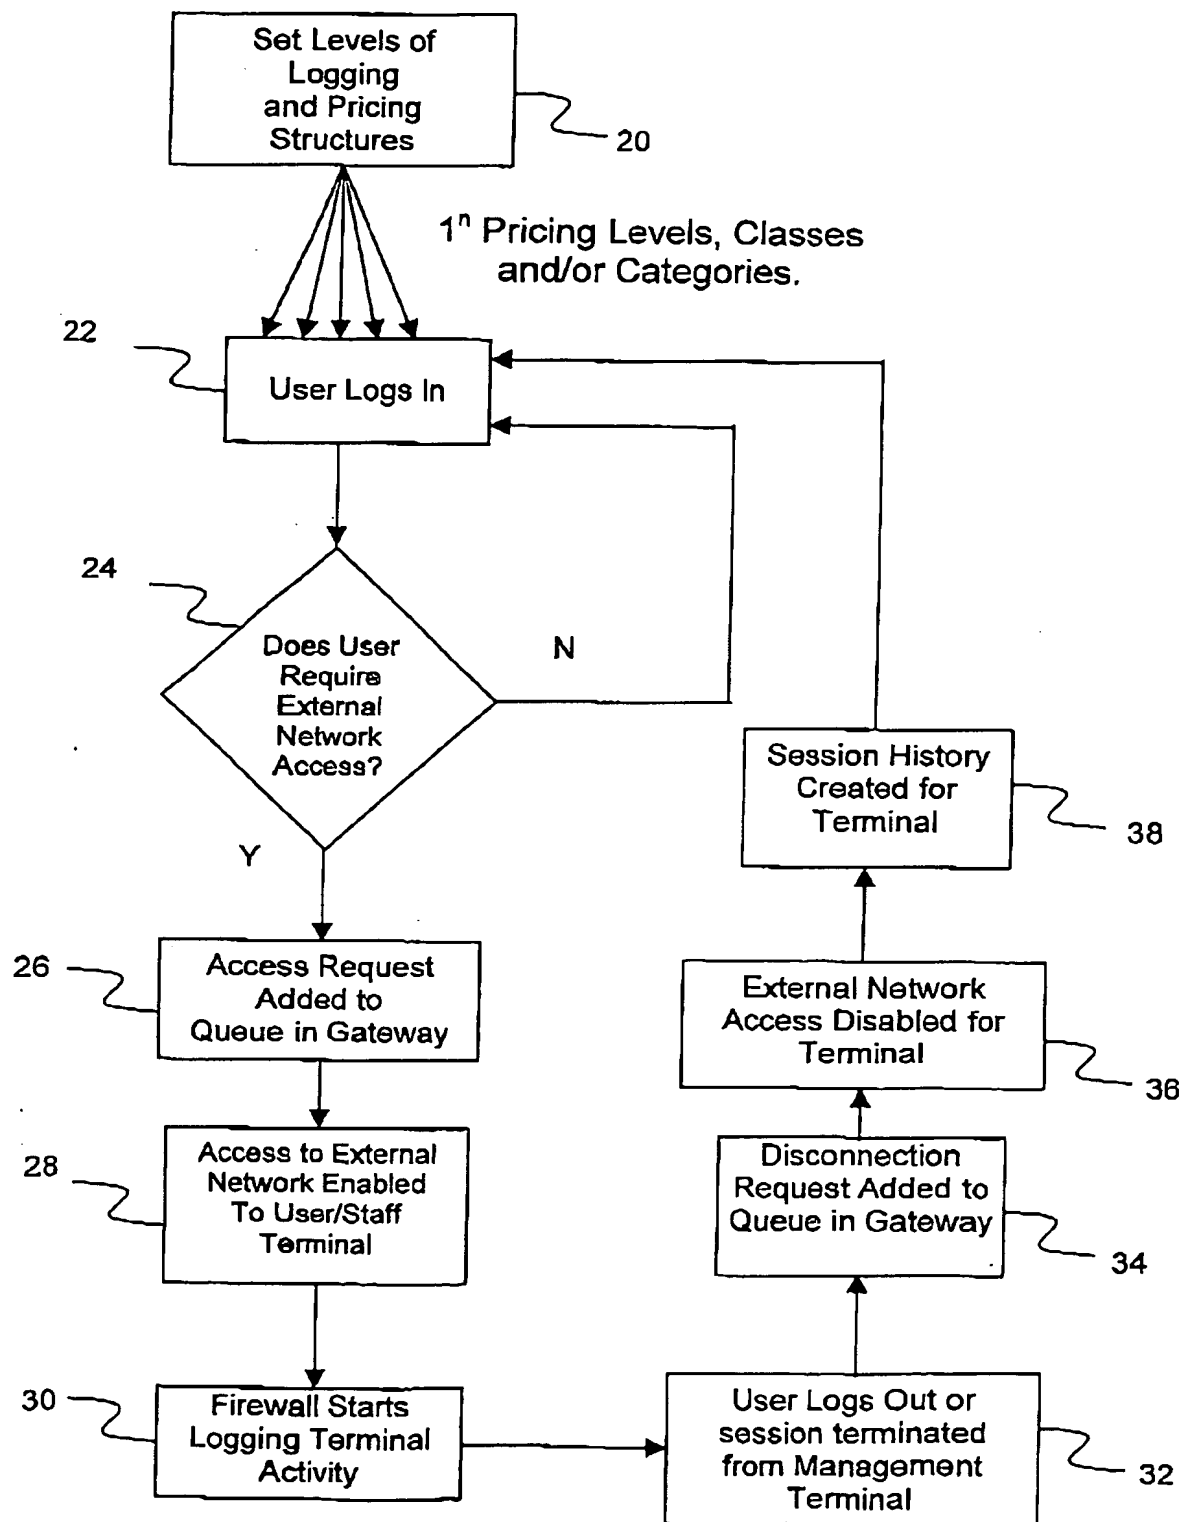 Set Levels of
Logging
and Pricing
Structures
20
1ⁿ Pricing Levels, Classes
and/or Categories.
22
User Logs In
24
Does User
Require
External
Network
Access?
N
Y
26
Access Request
Added to
Queue in Gateway
28
Access to External
Network Enabled
To User/Staff
Terminal
30
Firewall Starts
Logging Terminal
Activity
User Logs Out or
session terminated
from Management
Terminal
32
Disconnection
Request Added to
Queue in Gateway
34
External Network
Access Disabled for
Terminal
36
Session History
Created for
Terminal
38